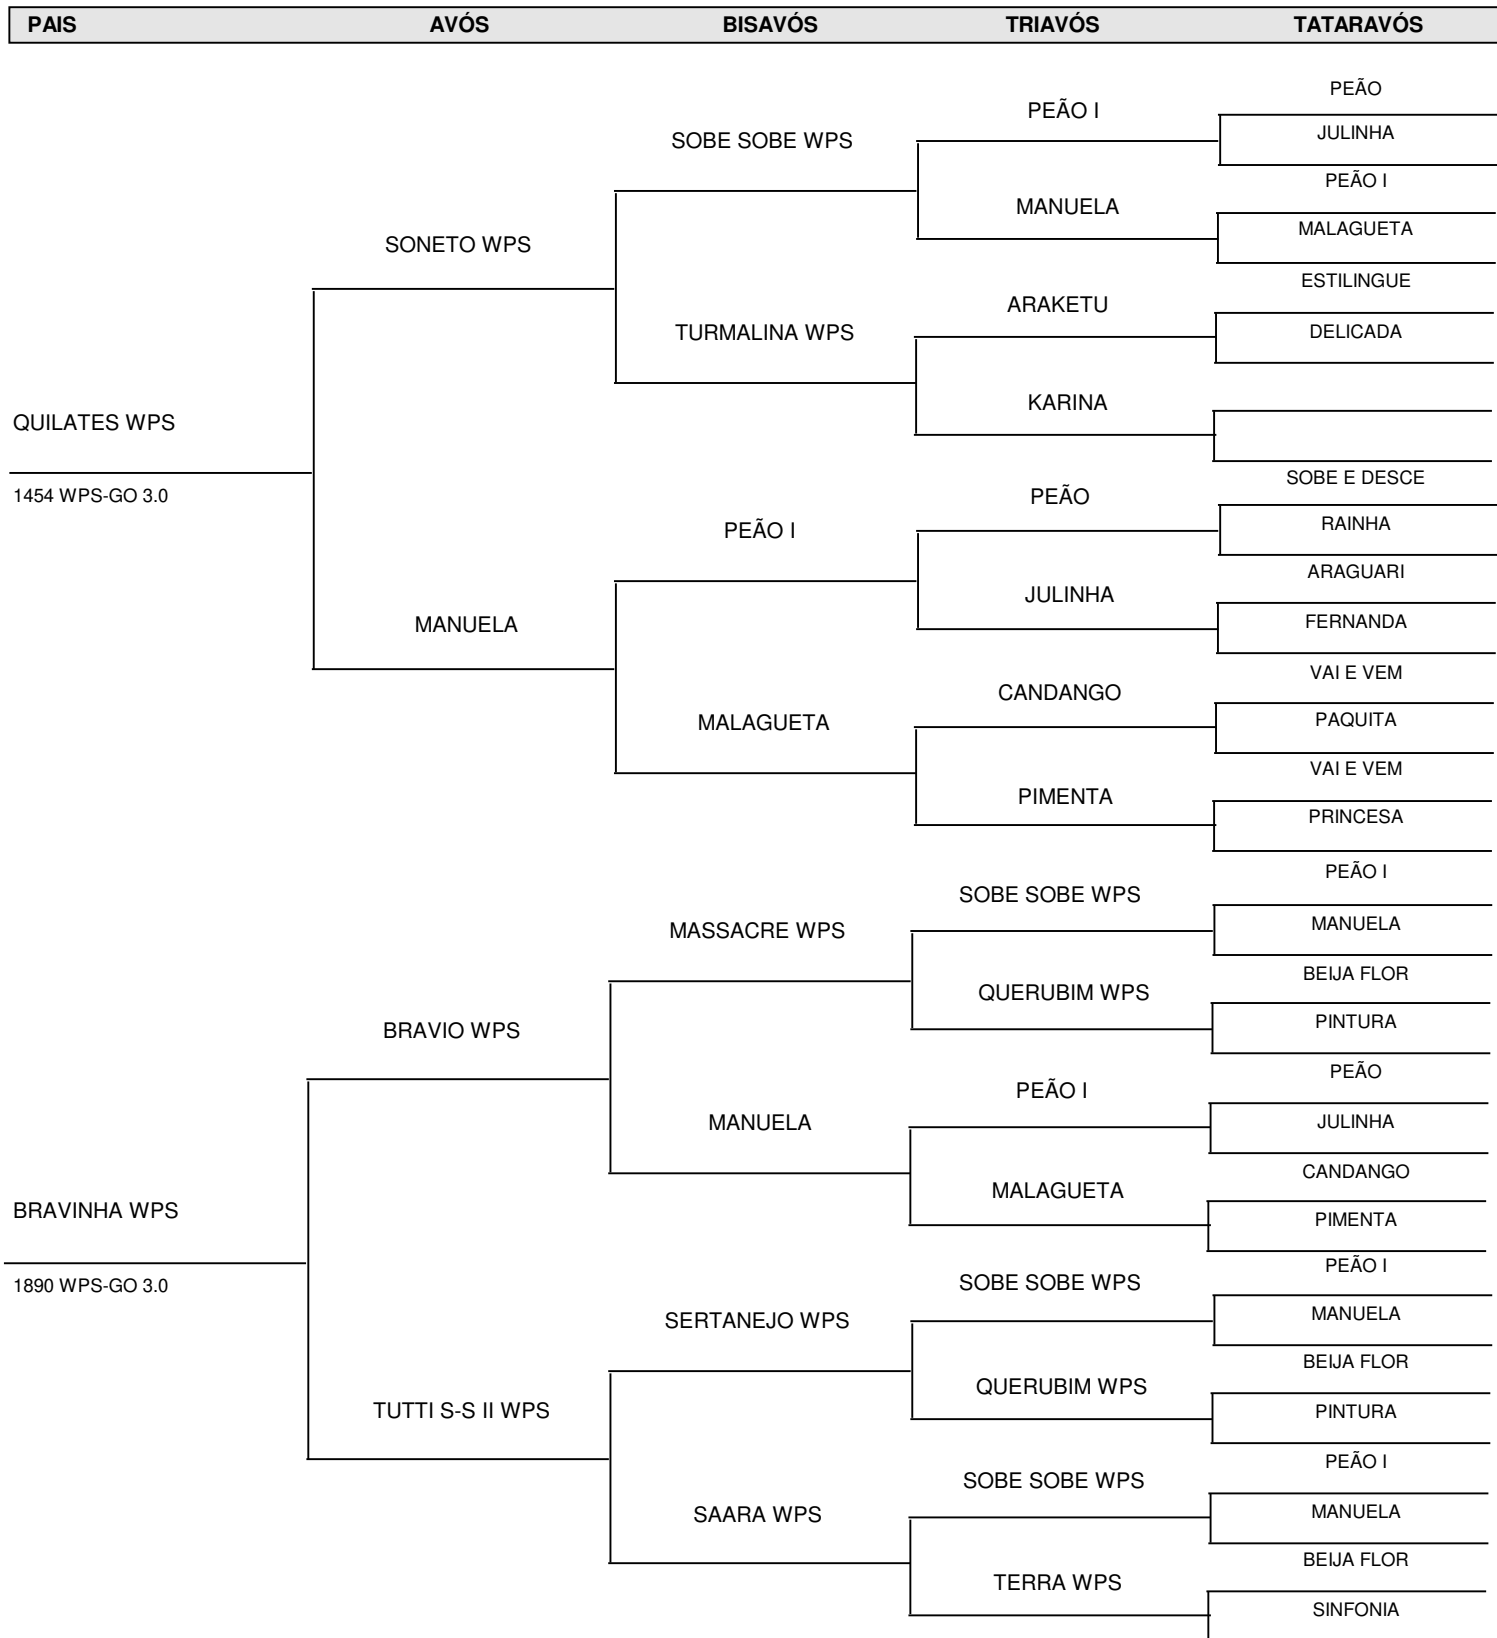 PAIS AVÓS BISAVÓS TRIAVÓS TATARAVÓS
PEÃO
PEÃO I
JULINHA
SOBE SOBE WPS
PEÃO I
MANUELA
MALAGUETA
SONETO WPS
ESTILINGUE
ARAKETU
DELICADA
TURMALINA WPS
KARINA
QUILATES WPS
SOBE E DESCE
1454 WPS-GO 3.0
PEÃO
RAINHA
PEÃO I
ARAGUARI
JULINHA
FERNANDA
MANUELA
VAI E VEM
CANDANGO
PAQUITA
MALAGUETA
VAI E VEM
PIMENTA
PRINCESA
PEÃO I
SOBE SOBE WPS
MANUELA
MASSACRE WPS
BEIJA FLOR
QUERUBIM WPS
PINTURA
BRAVIO WPS
PEÃO
PEÃO I
JULINHA
MANUELA
CANDANGO
MALAGUETA
PIMENTA
BRAVINHA WPS
PEÃO I
1890 WPS-GO 3.0
SOBE SOBE WPS
MANUELA
SERTANEJO WPS
BEIJA FLOR
QUERUBIM WPS
PINTURA
TUTTI S-S II WPS
PEÃO I
SOBE SOBE WPS
MANUELA
SAARA WPS
BEIJA FLOR
TERRA WPS
SINFONIA